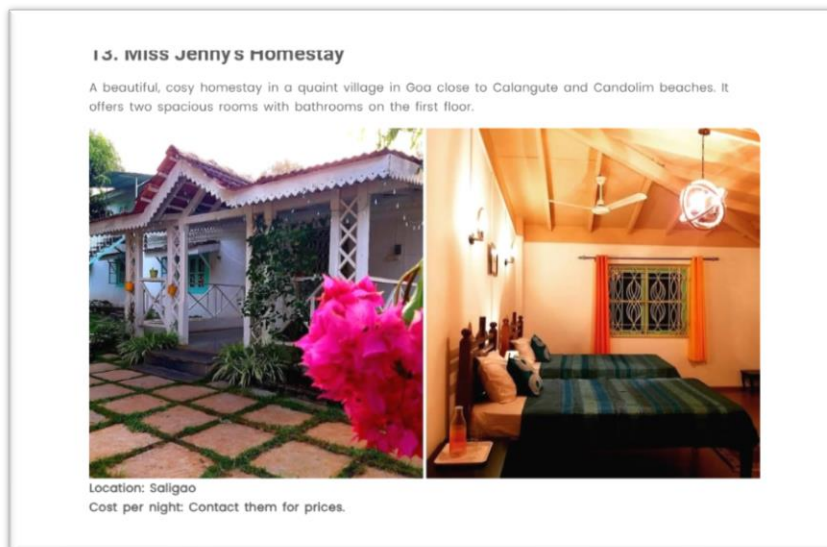 13. Miss Jenny's Homestay
A beautiful, cosy homestay in a quaint village in Goa close to Calangute and Candolim beaches. It
offers two spacious rooms with bathrooms on the first floor.
Location: Saligao
Cost per night: Contact them for prices.